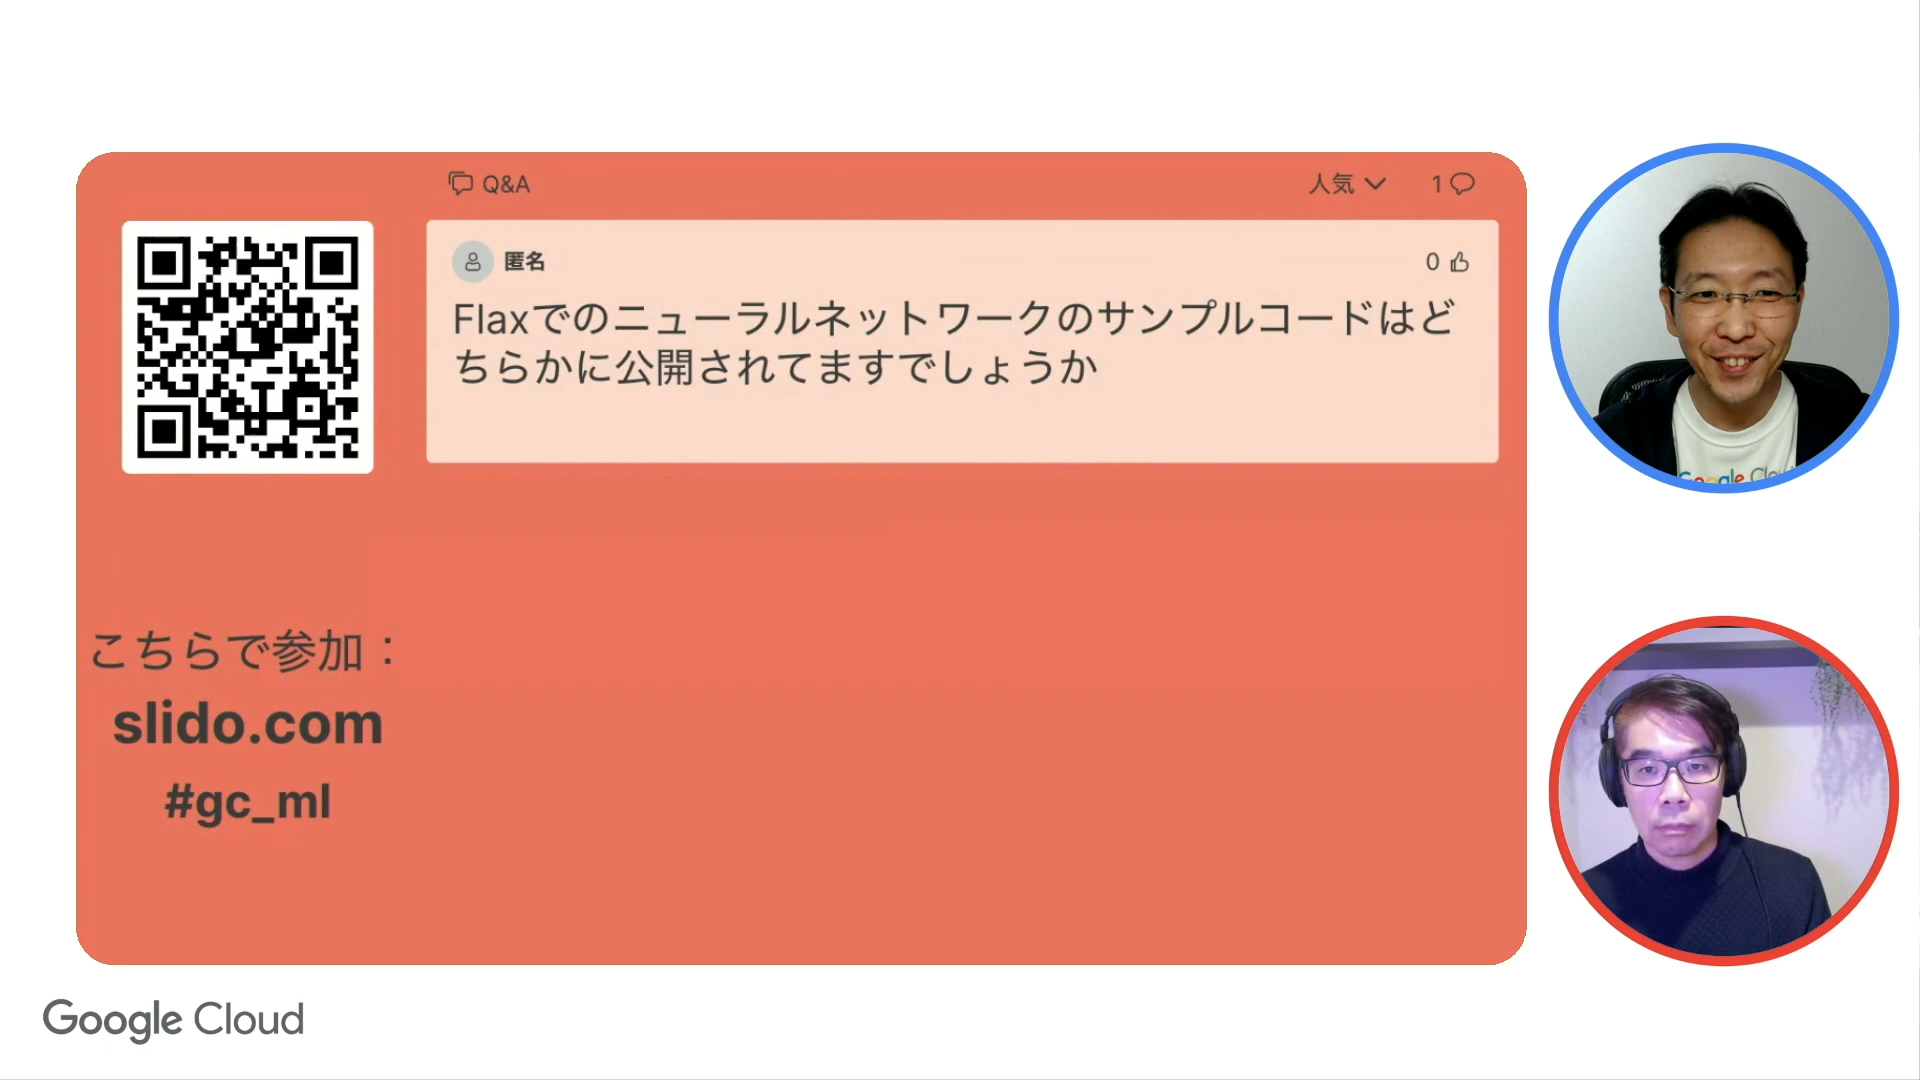 Q&A
人気
1
匿名
0
Flaxでのニューラルネットワークのサンプルコードはど
ちらかに公開されてますでしょうか
こちらで参加：
slido.com
#gc_ml
Google Cloud
Google Clou